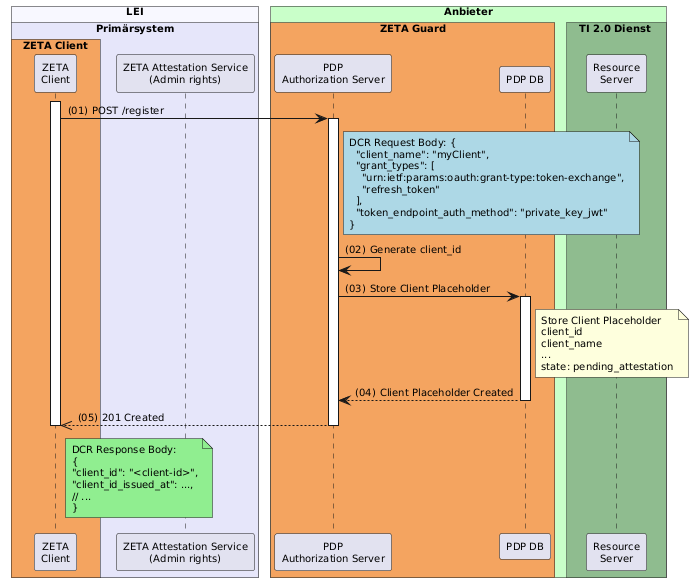 LEI
Anbieter
Primärsystem
ZETA Guard
TI 2.0 Dienst
ZETA Client
ZETA
Client
ZETA Attestation Service
(Admin rights)
PDP
Authorization Server
PDP DB
Resource
Server
(01) POST /register
DCR Request Body: {
"client_name": "myClient",
"grant_types": [
"urn:ietf:params:oauth:grant-type:token-exchange",
"refresh_token"
],
"token_endpoint_auth_method": "private_key_jwt"
}
(02) Generate client_id
(03) Store Client Placeholder
Store Client Placeholder
client_id
client_name
...
state: pending_attestation
(04) Client Placeholder Created
(05) 201 Created
DCR Response Body:
{
"client_id": "<client-id>",
"client_id_issued_at": ...,
// ...
}
ZETA
Client
ZETA Attestation Service
(Admin rights)
PDP
Authorization Server
PDP DB
Resource
Server